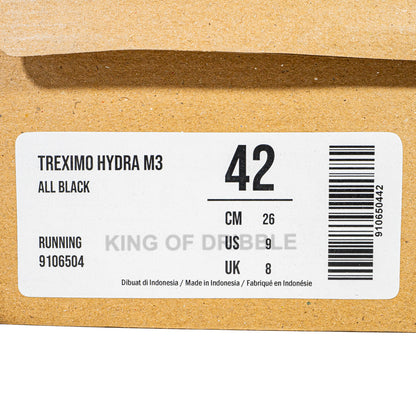 TREXIMO HYDRA M3
ALL BLACK
42
CM 26
US 9
UK 8
RUNNING
9106504
KING OF DRIBBLE
Dibuat di Indonesia / Made in Indonesia / Fabriqué en Indonésie
910650442